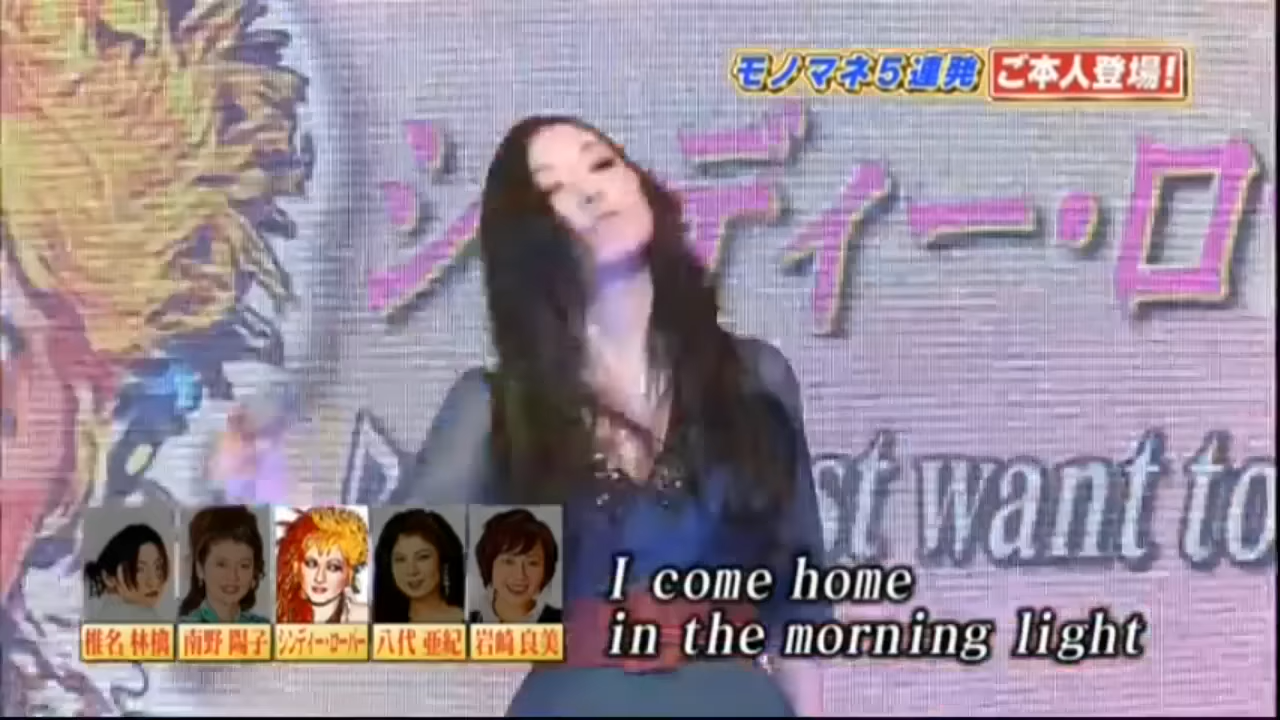 モノマネ5連発 ご本人登場!
シンディー・ロ
st want to
I come home
in the morning light
椎名 林檎 南野 陽子 シンディー・ローパー 八代 亜紀 岩崎 良美